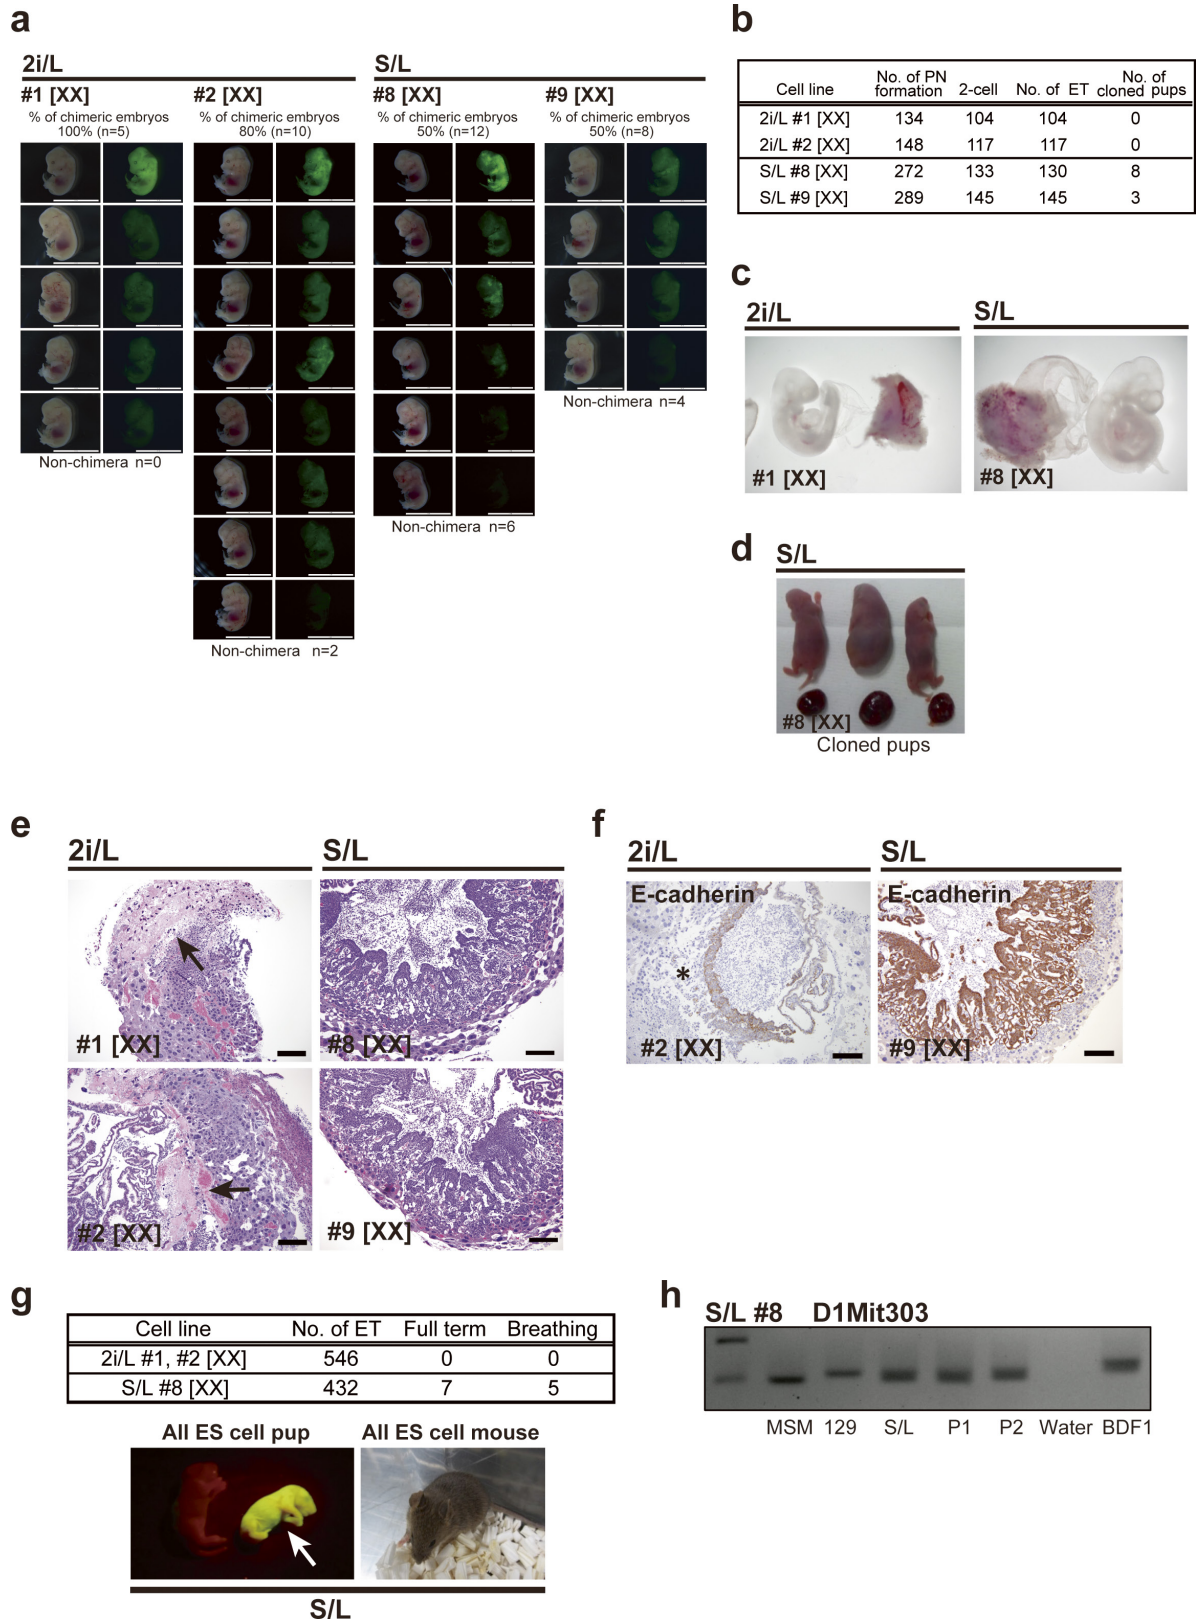 a
2i/L
S/L
#1 [XX]
#2 [XX]
#8 [XX]
#9 [XX]
% of chimeric embryos
100% (n=5)
% of chimeric embryos
80% (n=10)
% of chimeric embryos
50% (n=12)
% of chimeric embryos
50% (n=8)
Non-chimera n=0
Non-chimera n=2
Non-chimera n=6
Non-chimera n=4
b
Cell line No. of PN formation 2-cell No. of ET No. of cloned pups
2i/L #1 [XX] 134 104 104 0
2i/L #2 [XX] 148 117 117 0
S/L #8 [XX] 272 133 130 8
S/L #9 [XX] 289 145 145 3
c
2i/L
S/L
#1 [XX]
#8 [XX]
d
S/L
#8 [XX]
Cloned pups
e
2i/L
S/L
#1 [XX]
#8 [XX]
#2 [XX]
#9 [XX]
f
2i/L
S/L
E-cadherin
E-cadherin
*
#2 [XX]
#9 [XX]
g
Cell line No. of ET Full term Breathing
2i/L #1, #2 [XX] 546 0 0
S/L #8 [XX] 432 7 5
All ES cell pup
All ES cell mouse
S/L
h
S/L #8 D1Mit303
MSM 129 S/L P1 P2 Water BDF1